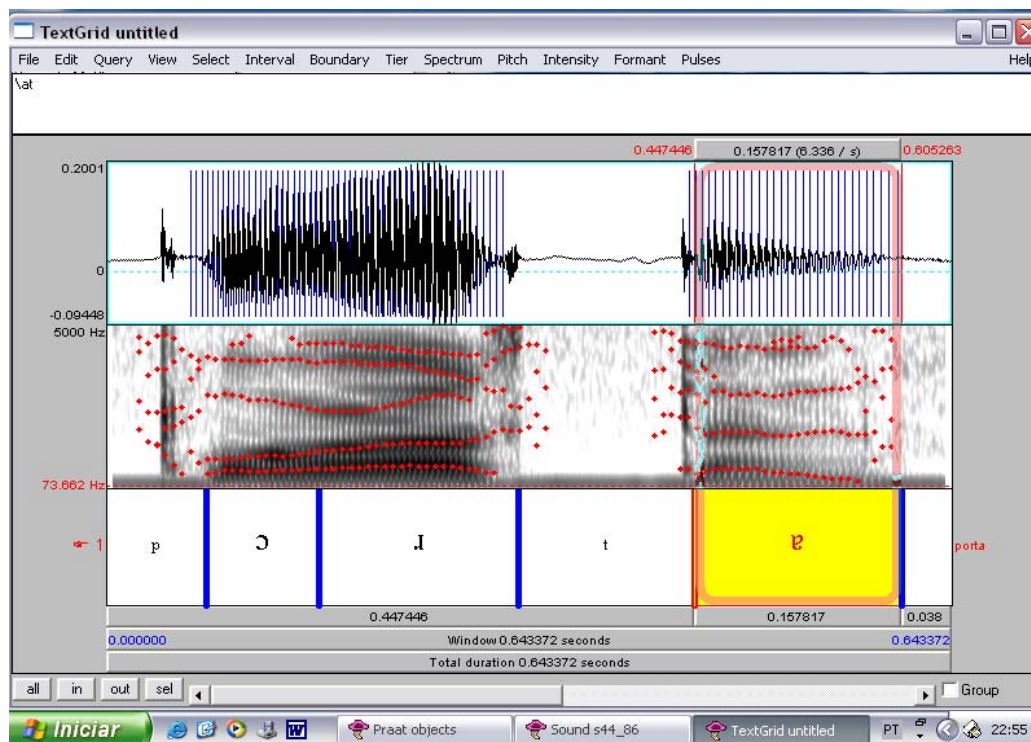 TextGrid untitled
File Edit Query View Select Interval Boundary Tier Spectrum Pitch Intensity Formant Pulses Help
\at
0.447446 0.157817 (6.336 / s) 0.605263
0.2001
0
-0.09448
5000 Hz
73.662 Hz
1 p ɔ ɹ t ɐ porta
0.447446 0.157817 0.038
0.000000 Window 0.643372 seconds 0.643372
Total duration 0.643372 seconds
all in out sel Group
Iniciar W Praat objects Sound s44_86 TextGrid untitled PT 22:55